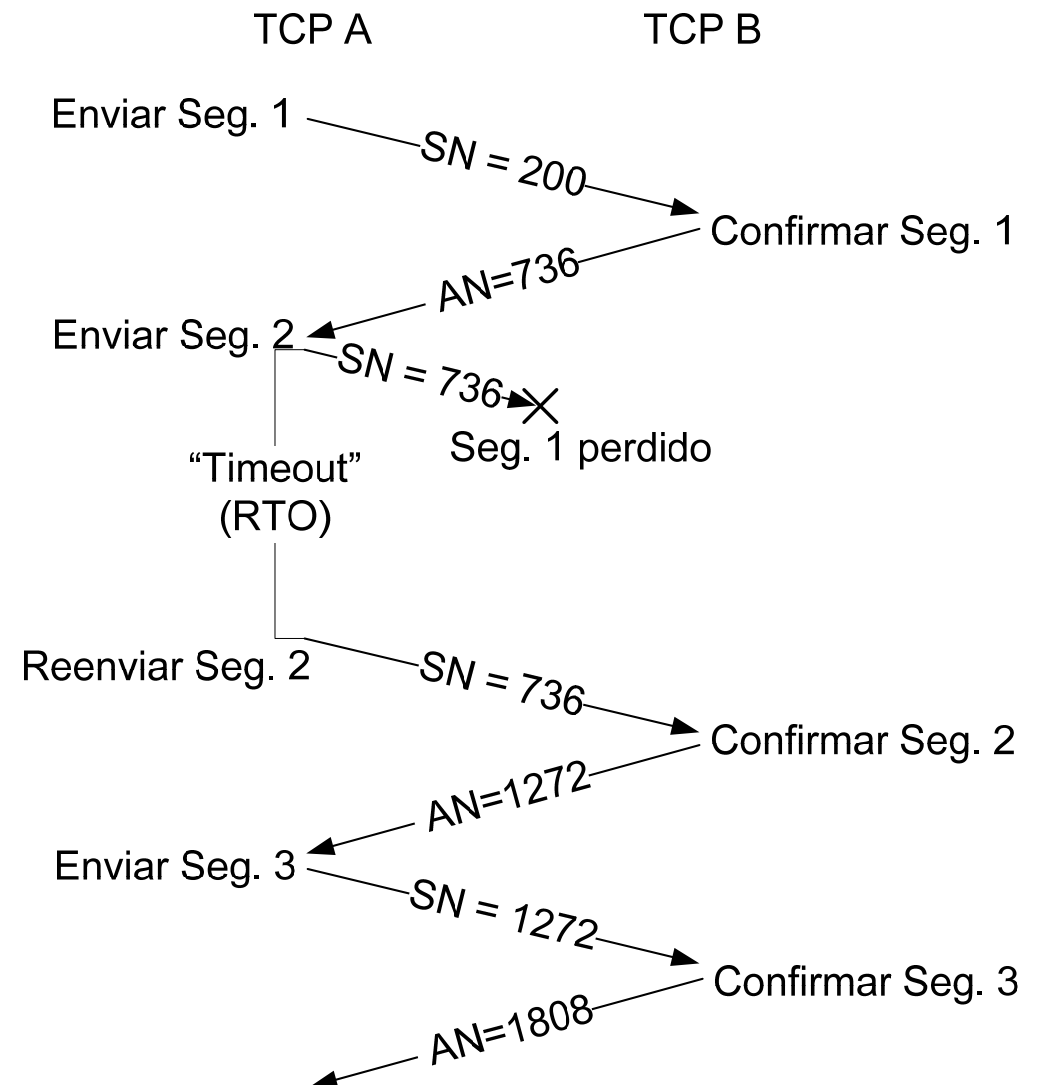 TCP A
TCP B
Enviar Seg. 1
SN = 200
Confirmar Seg. 1
AN=736
Enviar Seg. 2
SN = 736
Seg. 1 perdido
“Timeout”
(RTO)
Reenviar Seg. 2
SN = 736
Confirmar Seg. 2
AN=1272
Enviar Seg. 3
SN = 1272
Confirmar Seg. 3
AN=1808